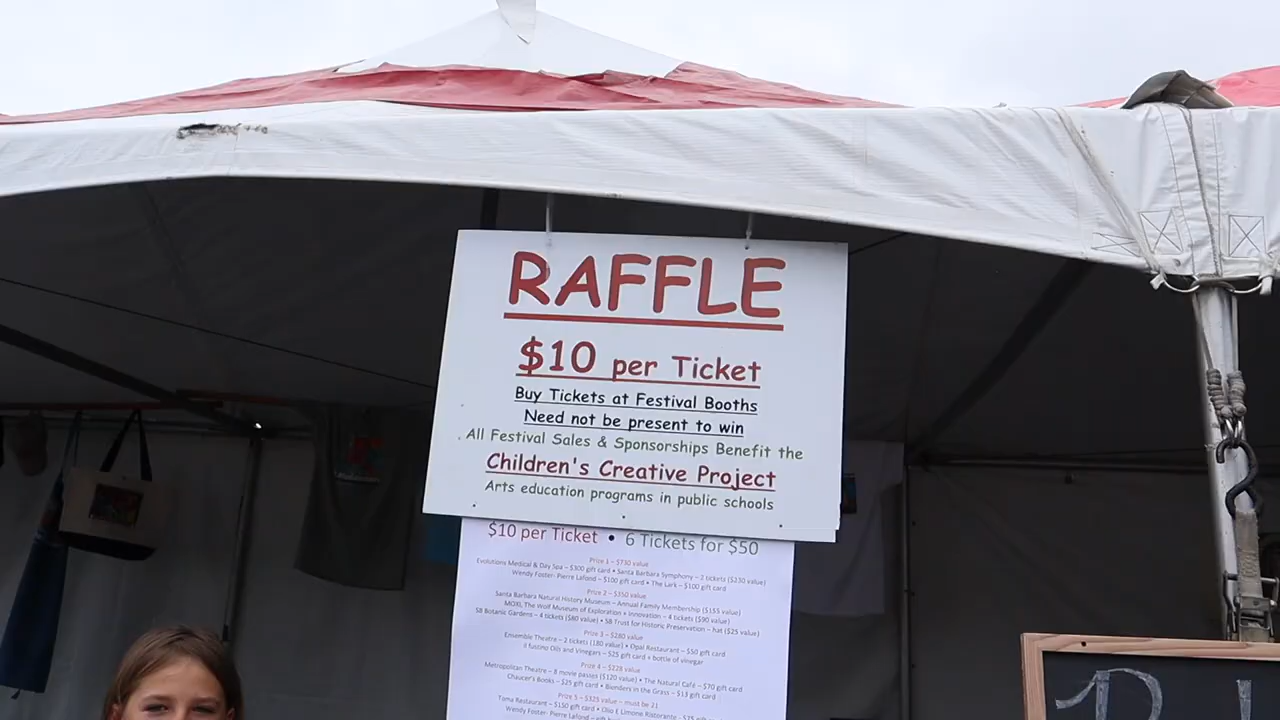 RAFFLE
$10 per Ticket
Buy Tickets at Festival Booths
Need not be present to win
All Festival Sales & Sponsorships Benefit the
Children's Creative Project
Arts education programs in public schools
$10 per Ticket • 6 Tickets for $50
Prize 1 – $730 value
Evolutions Medical & Day Spa – $300 gift card • Santa Barbara Symphony – 2 tickets ($230 value)
Wendy Foster- Pierre Lafond – $100 gift card • The Lark – $100 gift card
Prize 2 – $350 value
Santa Barbara Natural History Museum – Annual Family Membership ($155 value)
MOXI, The Wolf Museum of Exploration + Innovation – 4 tickets ($90 value)
SB Botanic Gardens – 4 tickets ($80 value) • SB Trust for Historic Preservation – hat ($25 value)
Prize 3 – $280 value
Ensemble Theatre – 2 tickets (180 value) • Opal Restaurant – $50 gift card
il fustino Oils and Vinegars – $25 gift card + bottle of vinegar
Prize 4 – $228 value
Metropolitan Theatre – 8 movie passes ($120 value) • The Natural Café – $70 gift card
Chaucer's Books – $25 gift card • Blenders in the Grass – $13 gift card
Prize 5 – $325 value – must be 21
Toma Restaurant – $150 gift card • Olio E Limone Ristorante - $75 gift card
Wendy Foster- Pierre Lafond –